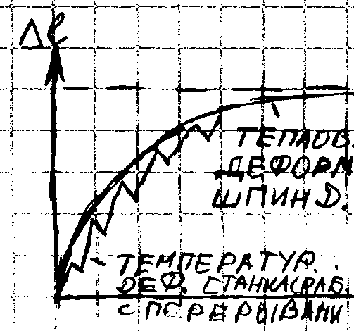 Δℓ
ТЕПЛОВ.
ДЕФОРМ
ШПИНД.
ТЕМПЕРАТУР.
ДЕФ. СТАНКА(РАБ.
С ПЕРЕРЫВАМИ